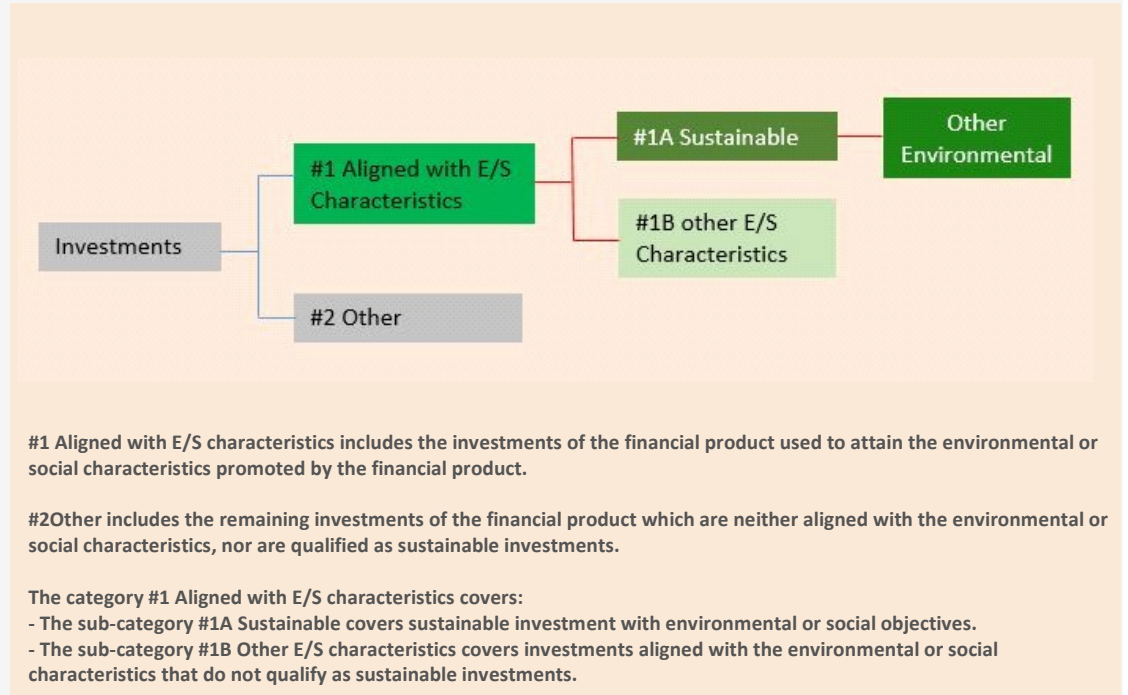 Other
Environmental
#1A Sustainable
#1 Aligned with E/S
Characteristics
#1B other E/S
Characteristics
Investments
#2 Other
#1 Aligned with E/S characteristics includes the investments of the financial product used to attain the environmental or
social characteristics promoted by the financial product.
#2Other includes the remaining investments of the financial product which are neither aligned with the environmental or
social characteristics, nor are qualified as sustainable investments.
The category #1 Aligned with E/S characteristics covers:
- The sub-category #1A Sustainable covers sustainable investment with environmental or social objectives.
- The sub-category #1B Other E/S characteristics covers investments aligned with the environmental or social
characteristics that do not qualify as sustainable investments.